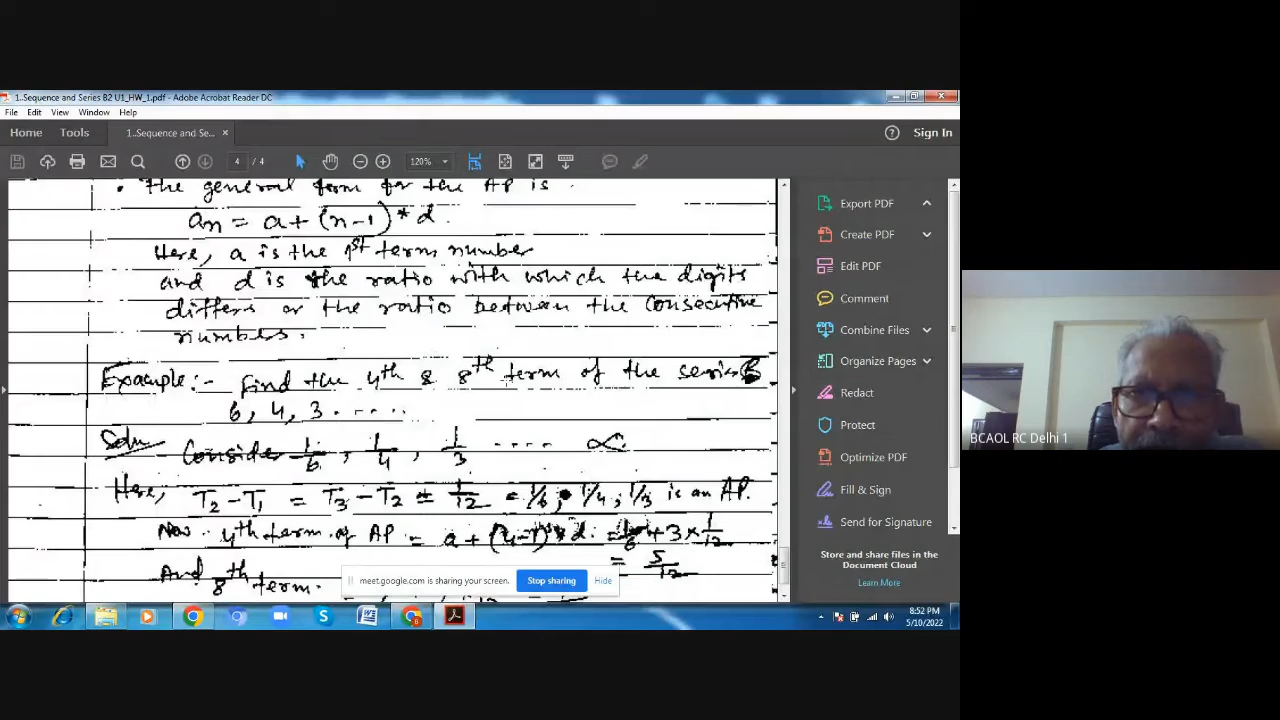 1..Sequence and Series B2 U1_HW_1.pdf - Adobe Acrobat Reader DC
File Edit View Window Help
Home Tools 1..Sequence and Se... × Sign In
4 / 4 120%
• The general form for the AP is
an = a + (n-1) * d.
Here, a is the 1st term number
and d is the ratio with which the digits
differs or the ratio between the consecutive
numbers.
Example:- Find the 4th & 8th term of the series
6, 4, 3 .....
Soln Consider 1/6, 1/4, 1/3 .... ∝.
Here, T2-T1 = T3-T2 = 1/12 = 1/6, 1/4, 1/3 is an AP.
Now 4th term of AP = a + (4-1) * d. = 1/6 + 3 × 1/12
= 5/12
And 8th term.
meet.google.com is sharing your screen. Stop sharing Hide
Export PDF
Create PDF
Edit PDF
Comment
Combine Files
Organize Pages
Redact
Protect
Optimize PDF
Fill & Sign
Send for Signature
Store and share files in the
Document Cloud
Learn More
8:52 PM
5/10/2022
BCAOL RC Delhi 1